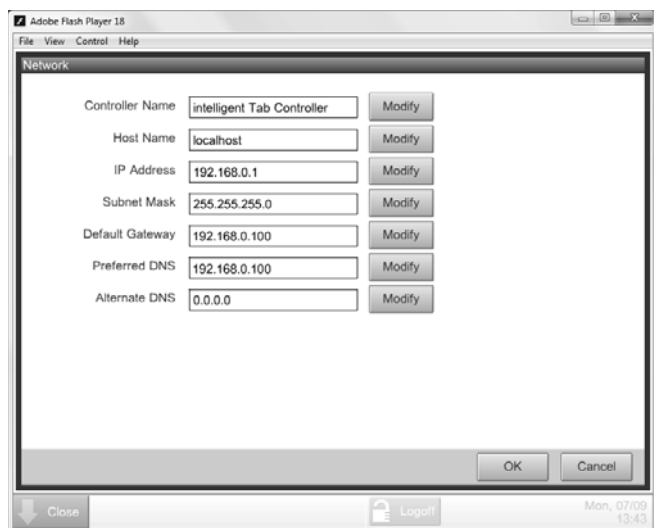 Adobe Flash Player 18
File View Control Help
Network
Controller Name intelligent Tab Controller Modify
Host Name localhost Modify
IP Address 192.168.0.1 Modify
Subnet Mask 255.255.255.0 Modify
Default Gateway 192.168.0.100 Modify
Preferred DNS 192.168.0.100 Modify
Alternate DNS 0.0.0.0 Modify
OK Cancel
Close Logoff Mon, 07/09
13:43